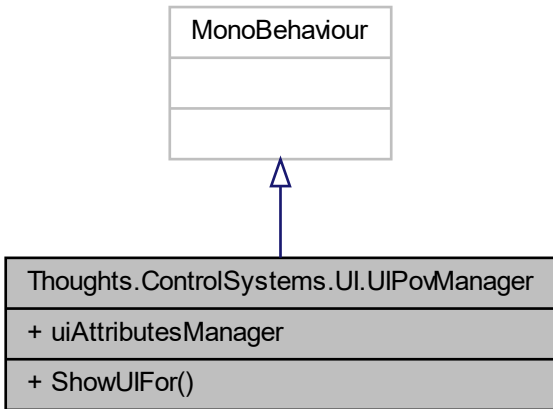 MonoBehaviour
Thoughts.ControlSystems.UI.UIPovManager
+ uiAttributesManager
+ ShowUIFor()